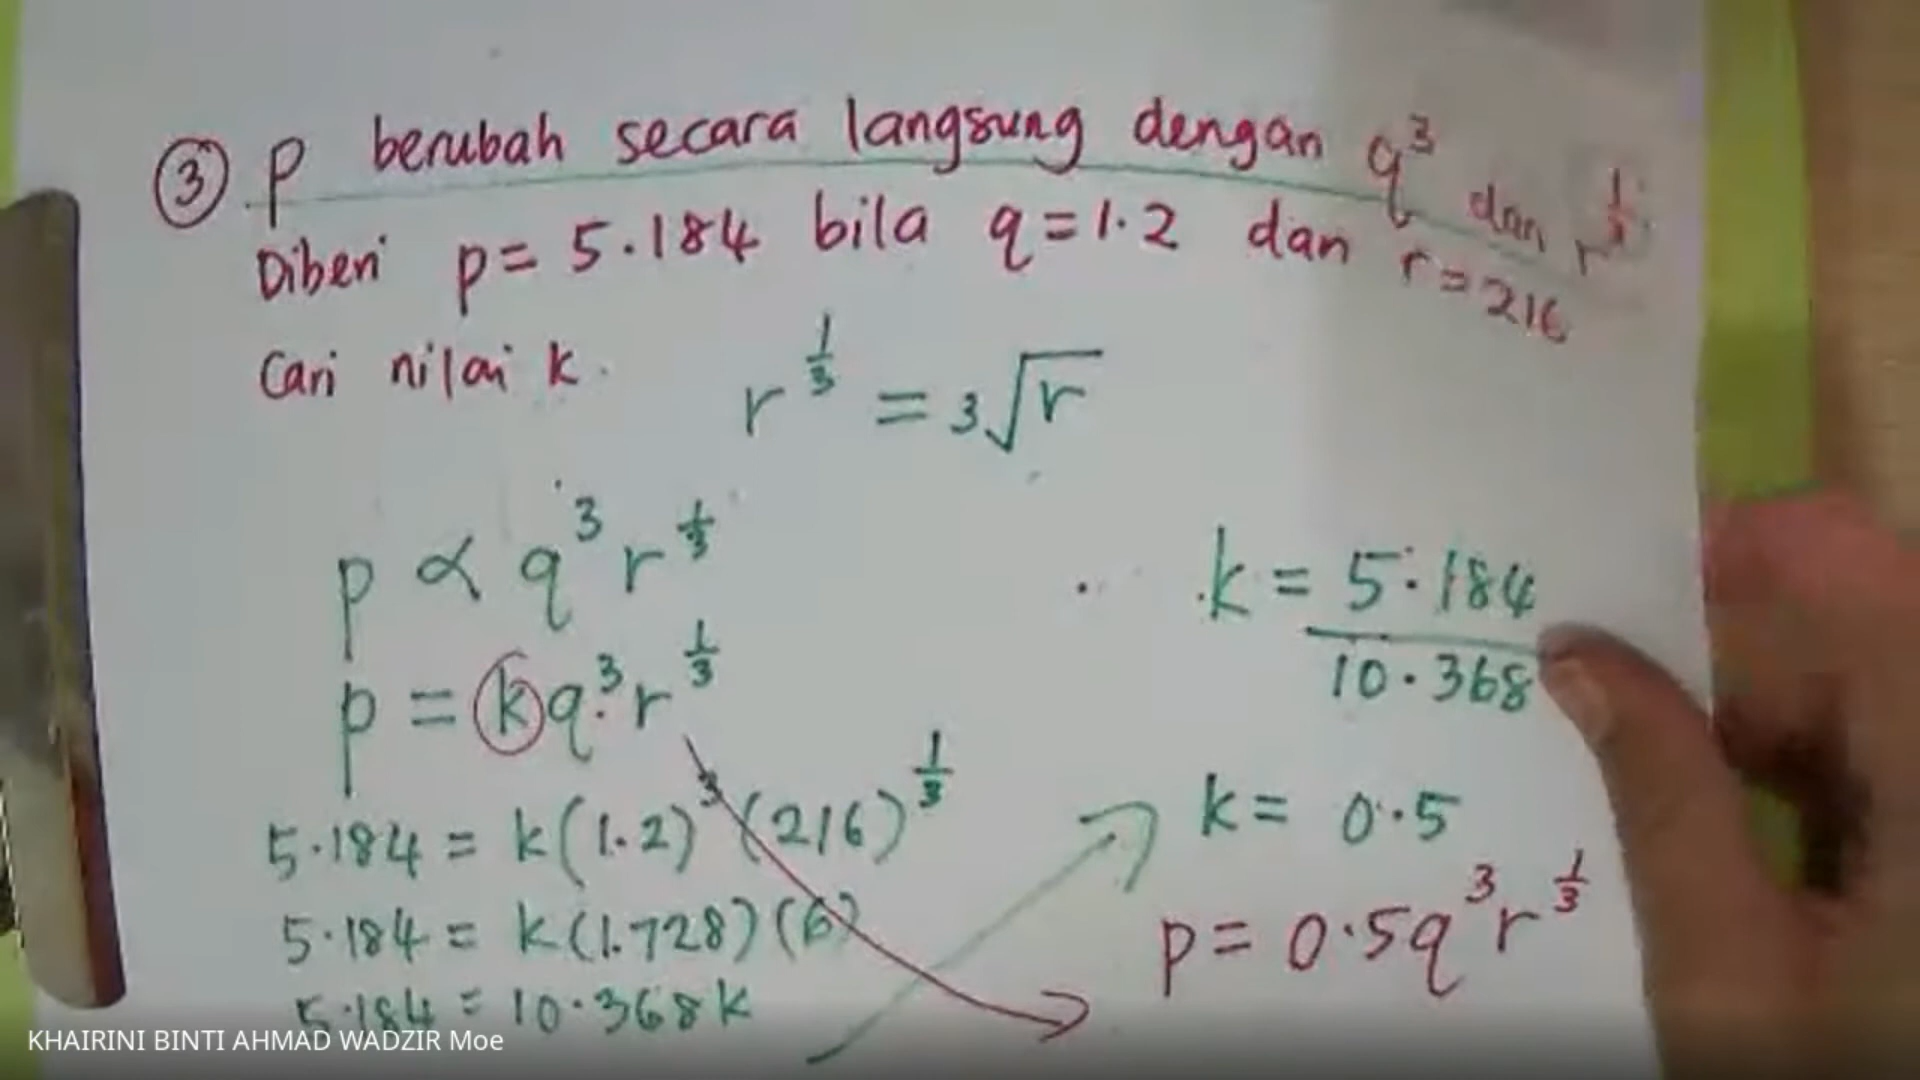 ③ p berubah secara langsung dengan q³ dan r^(1/3)
Diberi p = 5.184 bila q = 1.2 dan r = 216
Cari nilai k.
r^(1/3) = ³√r
p ∝ q³ r^(1/3)
p = k q³ r^(1/3)
5.184 = k(1.2)³ (216)^(1/3)
5.184 = k(1.728)(6)
5.184 = 10.368k
k = 5.184/10.368
k = 0.5
p = 0.5q³r^(1/3)
KHAIRINI BINTI AHMAD WADZIR Moe